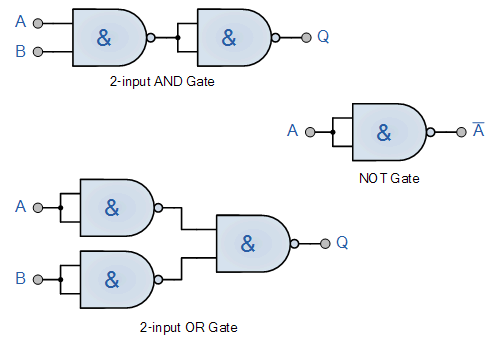 A
B
& & Q
2-input AND Gate
A & A̅
NOT Gate
A &
& Q
B &
2-input OR Gate